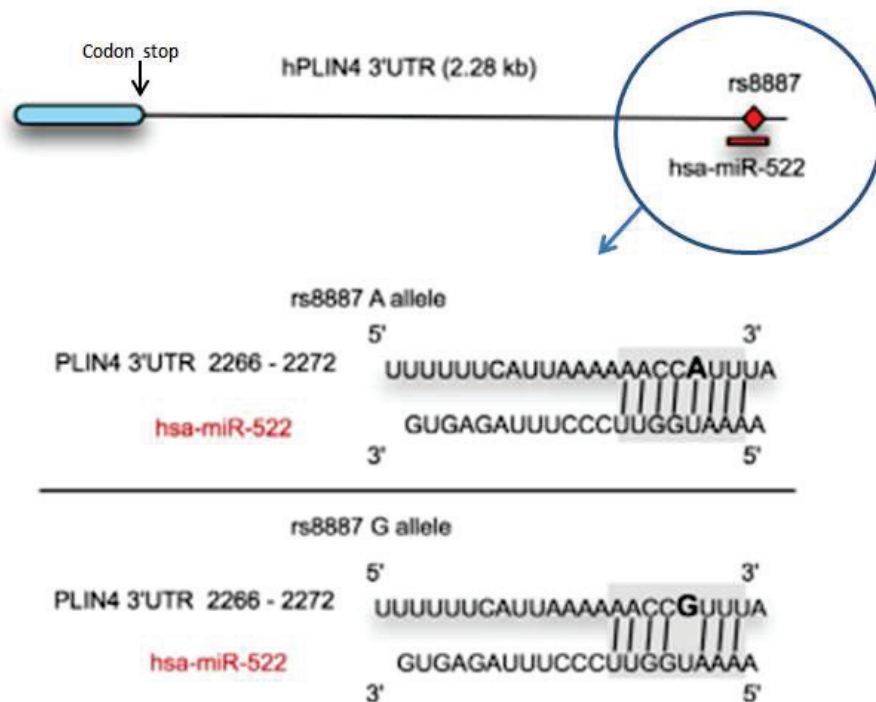 Codon stop
hPLIN4 3'UTR (2.28 kb)
rs8887
hsa-miR-522
rs8887 A allele
5' 3'
PLIN4 3'UTR 2266 - 2272 UUUUUUCAUUAAAAAACCAUUUA
hsa-miR-522 GUGAGAUUUCCCUUGGUAAAA
3' 5'
rs8887 G allele
5' 3'
PLIN4 3'UTR 2266 - 2272 UUUUUUCAUUAAAAAACCGUUUA
hsa-miR-522 GUGAGAUUUCCCUUGGUAAAA
3' 5'